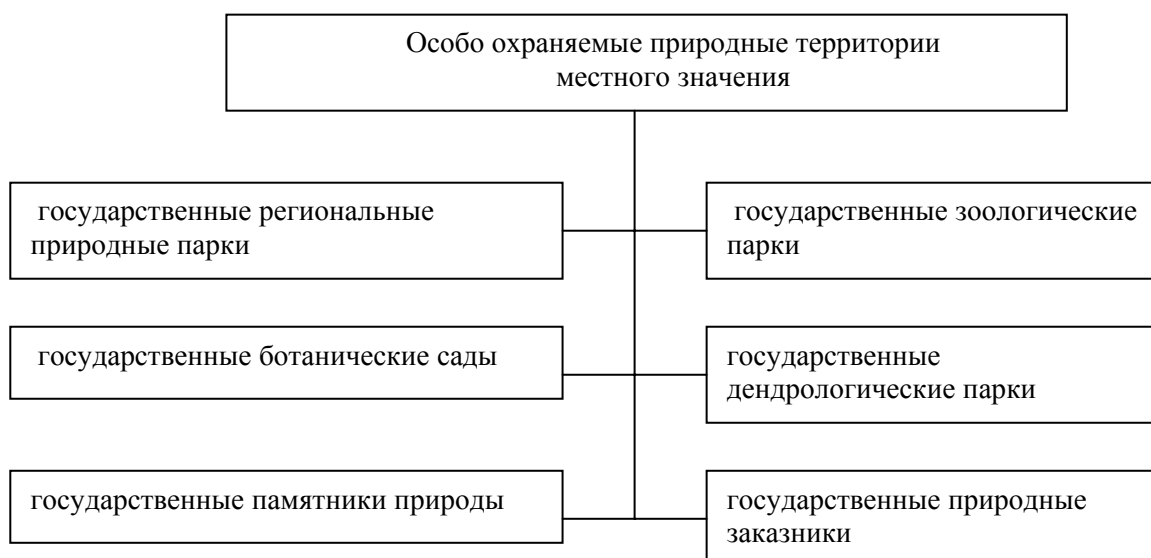 Особо охраняемые природные территории
местного значения
государственные региональные
природные парки
государственные зоологические
парки
государственные ботанические сады
государственные
дендрологические парки
государственные памятники природы
государственные природные
заказники